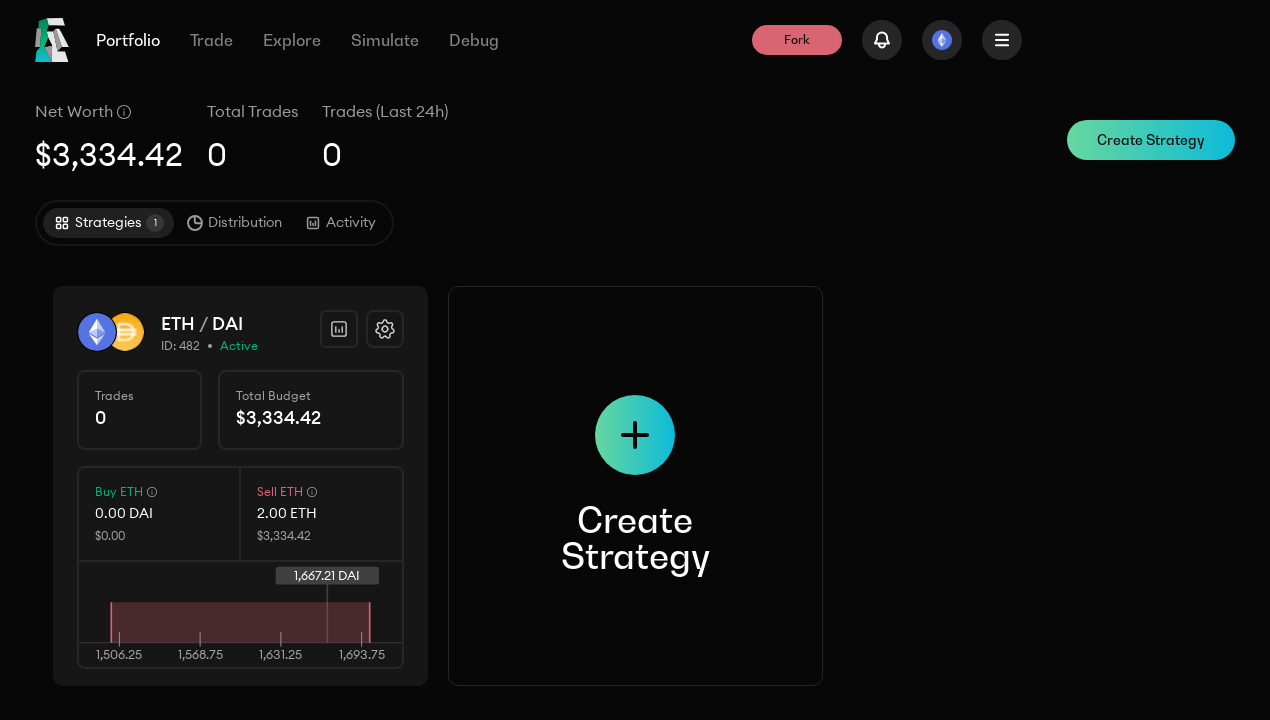 Portfolio
Trade
Explore
Simulate
Debug
Fork
Net Worth
Total Trades
Trades (Last 24h)
$3,334.42
0
0
Create Strategy
Strategies
1
Distribution
Activity
ETH / DAI
ID: 482 • Active
Trades
0
Total Budget
$3,334.42
Buy ETH
0.00 DAI
$0.00
Sell ETH
2.00 ETH
$3,334.42
1,667.21 DAI
1,506.25
1,568.75
1,631.25
1,693.75
Create
Strategy